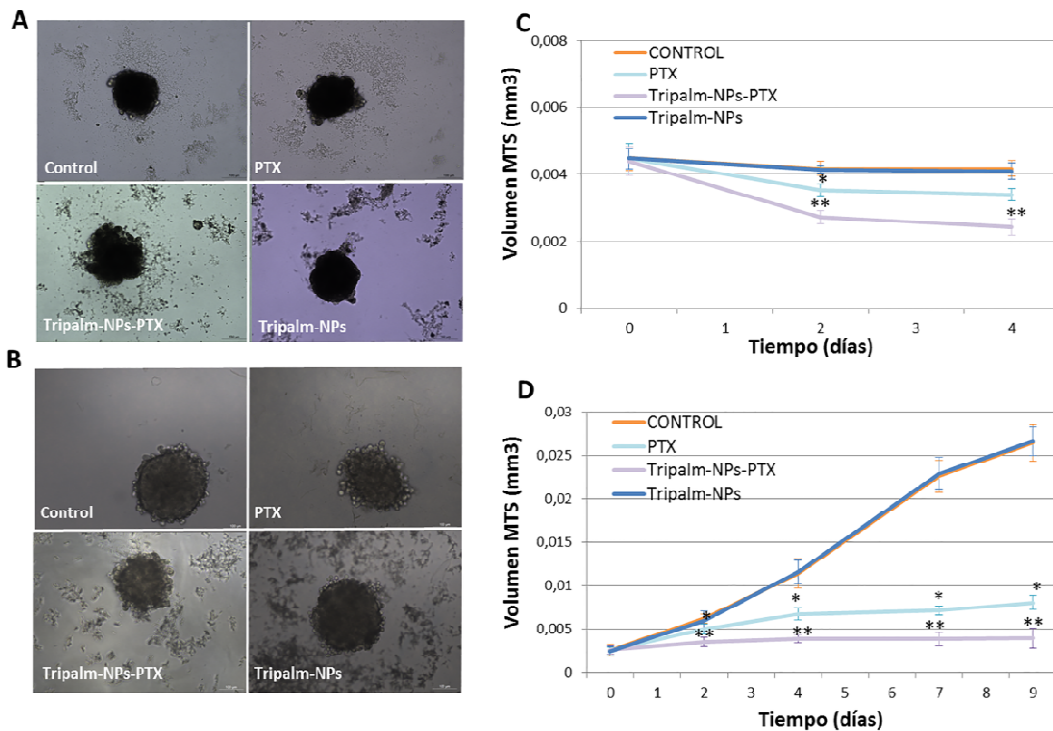 A
Control
PTX
Tripalm-NPs-PTX
Tripalm-NPs
B
Control
PTX
Tripalm-NPs-PTX
Tripalm-NPs
C
Volumen MTS (mm3)
0,008
0,006
0,004
0,002
0
CONTROL
PTX
Tripalm-NPs-PTX
Tripalm-NPs
*
**
**
0
1
2
3
4
Tiempo (días)
D
Volumen MTS (mm3)
0,03
0,025
0,02
0,015
0,01
0,005
0
CONTROL
PTX
Tripalm-NPs-PTX
Tripalm-NPs
*
**
*
**
*
**
*
**
0
1
2
3
4
5
6
7
8
9
Tiempo (días)